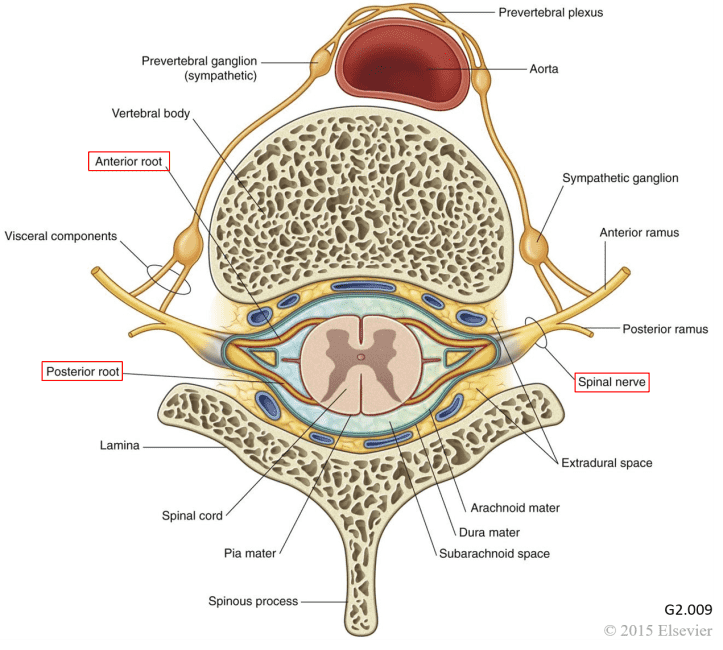 Prevertebral plexus
Prevertebral ganglion
(sympathetic)
Aorta
Vertebral body
Anterior root
Sympathetic ganglion
Visceral components
Anterior ramus
Posterior ramus
Posterior root
Spinal nerve
Lamina
Extradural space
Arachnoid mater
Spinal cord
Dura mater
Pia mater
Subarachnoid space
Spinous process
G2.009
© 2015 Elsevier